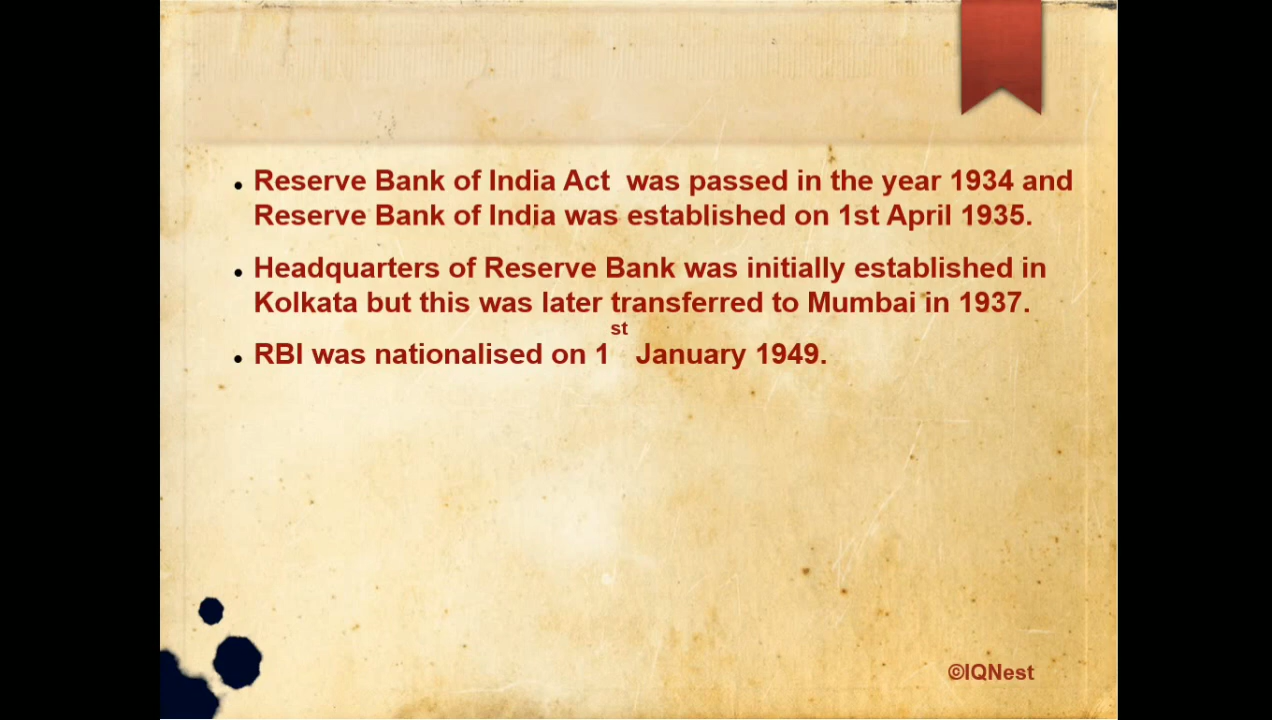 • Reserve Bank of India Act  was passed in the year 1934 and
Reserve Bank of India was established on 1st April 1935.
• Headquarters of Reserve Bank was initially established in
Kolkata but this was later transferred to Mumbai in 1937.
• RBI was nationalised on 1st January 1949.
©IQNest